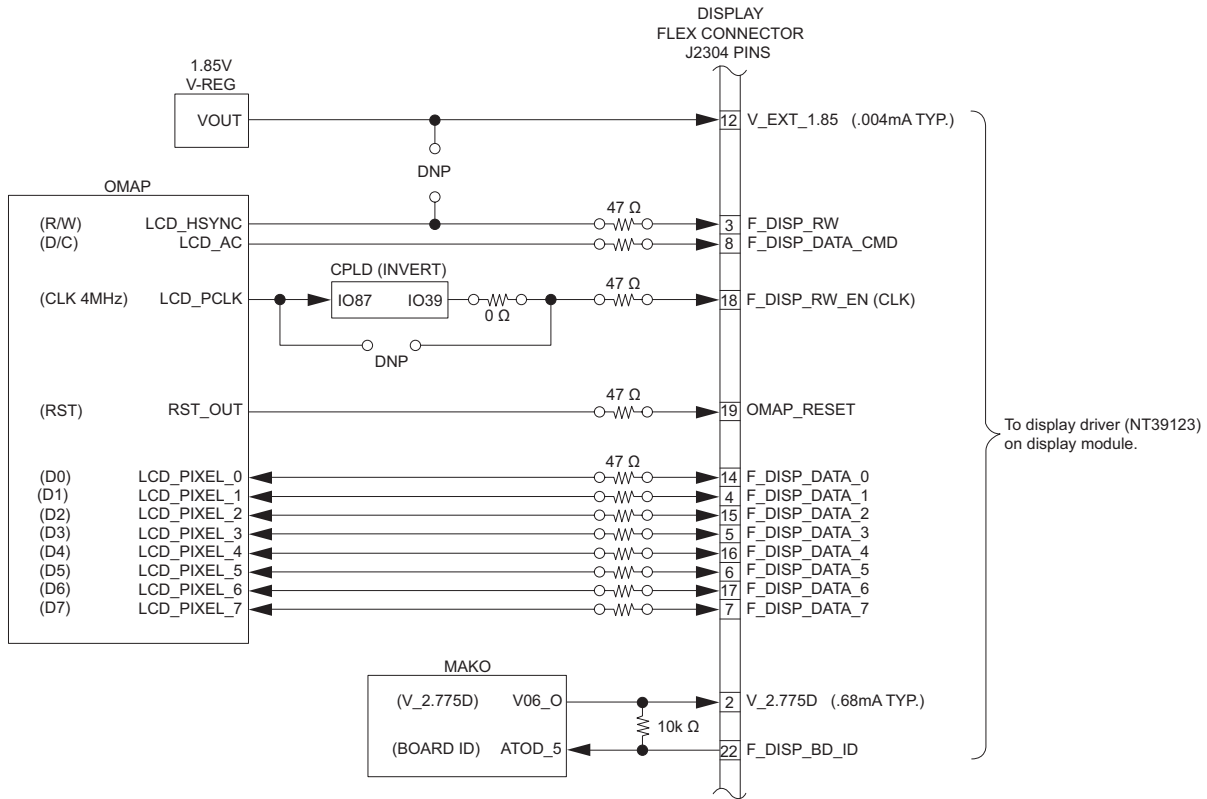 DISPLAY
FLEX CONNECTOR
J2304 PINS
1.85V
V-REG
VOUT
12 V_EXT_1.85 (.004mA TYP.)
DNP
OMAP
(R/W) LCD_HSYNC 47 Ω 3 F_DISP_RW
(D/C) LCD_AC 8 F_DISP_DATA_CMD
CPLD (INVERT)
(CLK 4MHz) LCD_PCLK IO87 IO39 0 Ω 47 Ω 18 F_DISP_RW_EN (CLK)
DNP
(RST) RST_OUT 47 Ω 19 OMAP_RESET
47 Ω
(D0) LCD_PIXEL_0 14 F_DISP_DATA_0
(D1) LCD_PIXEL_1 4 F_DISP_DATA_1
(D2) LCD_PIXEL_2 15 F_DISP_DATA_2
(D3) LCD_PIXEL_3 5 F_DISP_DATA_3
(D4) LCD_PIXEL_4 16 F_DISP_DATA_4
(D5) LCD_PIXEL_5 6 F_DISP_DATA_5
(D6) LCD_PIXEL_6 17 F_DISP_DATA_6
(D7) LCD_PIXEL_7 7 F_DISP_DATA_7
To display driver (NT39123)
on display module.
MAKO
(V_2.775D) V06_O 2 V_2.775D (.68mA TYP.)
10k Ω
(BOARD ID) ATOD_5 22 F_DISP_BD_ID